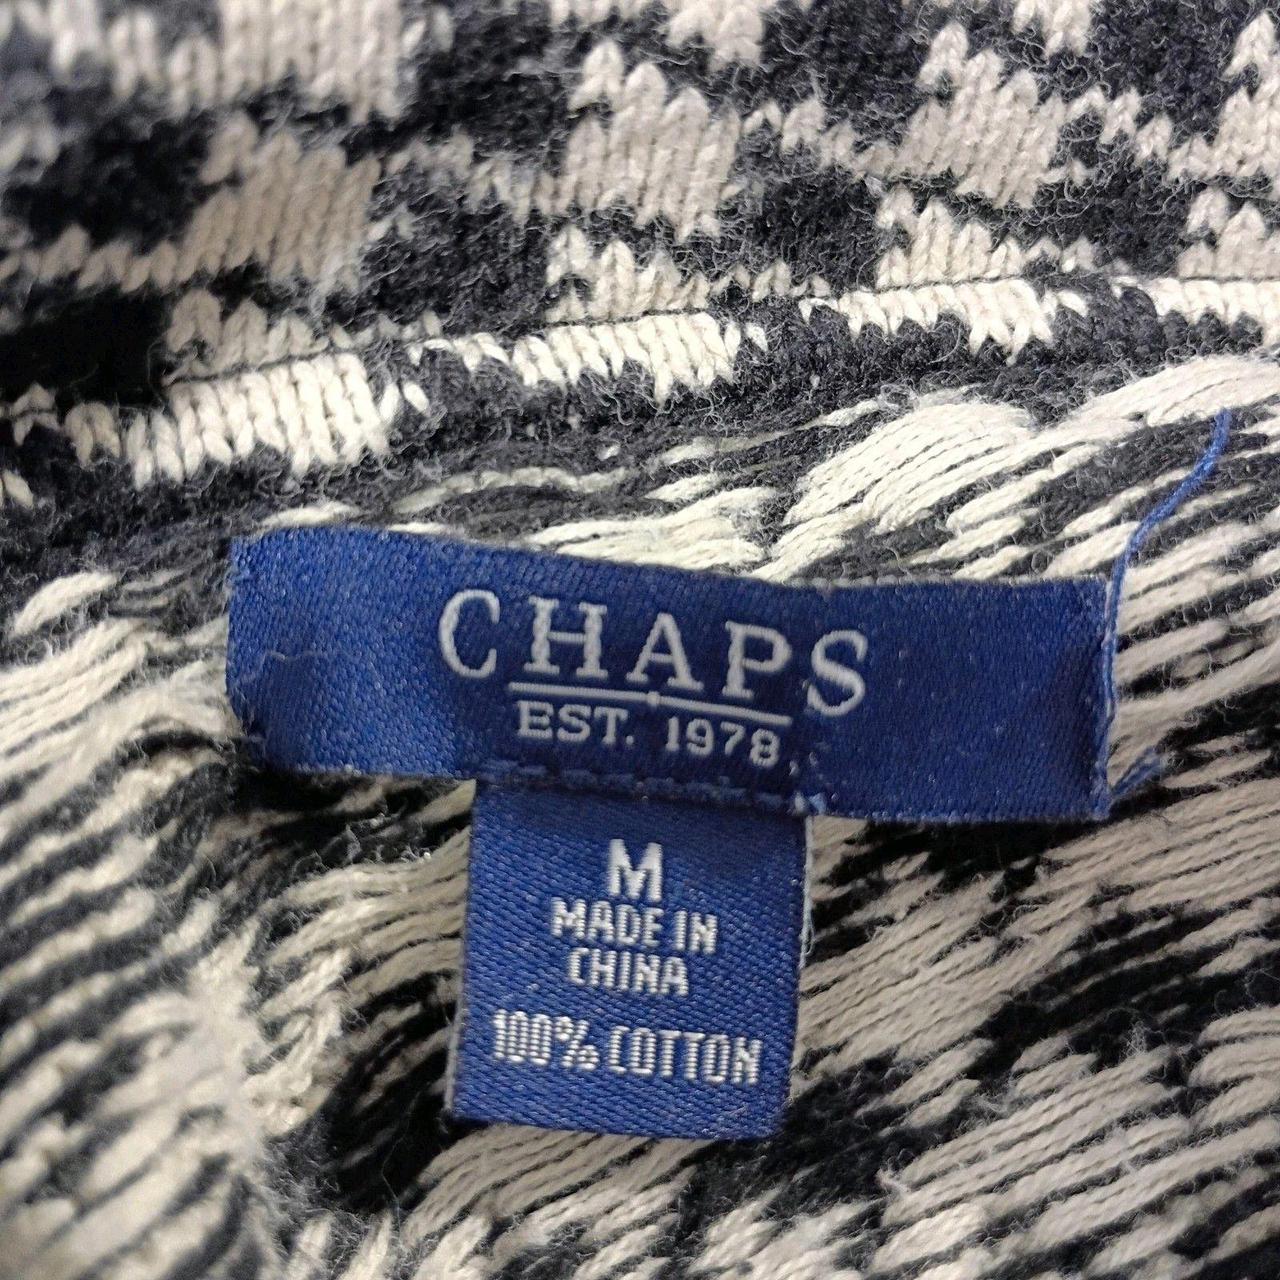 CHAPS
EST. 1978
M
MADE IN
CHINA
100% COTTON